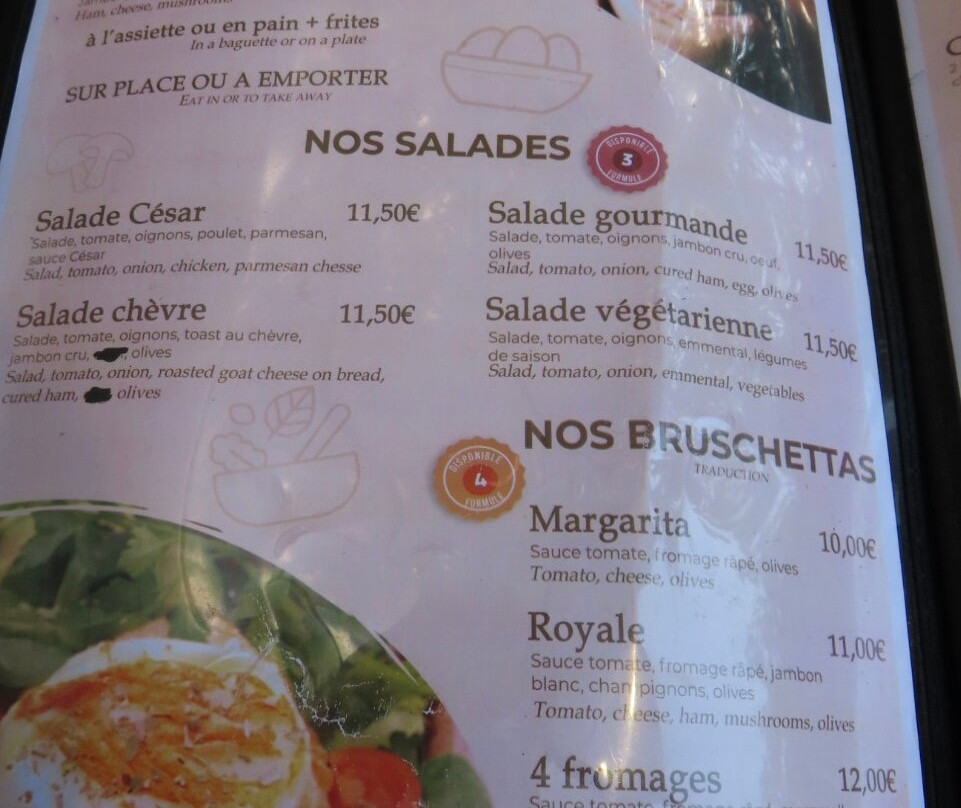 Ham, cheese, mushrooms
à l'assiette ou en pain + frites
In a baguette or on a plate
SUR PLACE OU A EMPORTER
EAT IN OR TO TAKE AWAY
NOS SALADES
DISPONIBLE
3
FORMULE
Salade César 11,50€
Salade, tomate, oignons, poulet, parmesan,
sauce César
Salad, tomato, onion, chicken, parmesan chesse
Salade chèvre 11,50€
Salade, tomate, oignons, toast au chèvre,
jambon cru, , olives
Salad, tomato, onion, roasted goat cheese on bread,
cured ham, olives
Salade gourmande 11,50€
Salade, tomate, oignons, jambon cru, oeuf,
olives
Salad, tomato, onion, cured ham, egg, olives
Salade végétarienne 11,50€
Salade, tomate, oignons, emmental, légumes
de saison
Salad, tomato, onion, emmental, vegetables
DISPONIBLE
4
FORMULE
NOS BRUSCHETTAS
TRADUCTION
Margarita 10,00€
Sauce tomate, fromage râpé, olives
Tomato, cheese, olives
Royale 11,00€
Sauce tomate, fromage râpé, jambon
blanc, champignons, olives
Tomato, cheese, ham, mushrooms, olives
4 fromages 12,00€
Sauce tomate